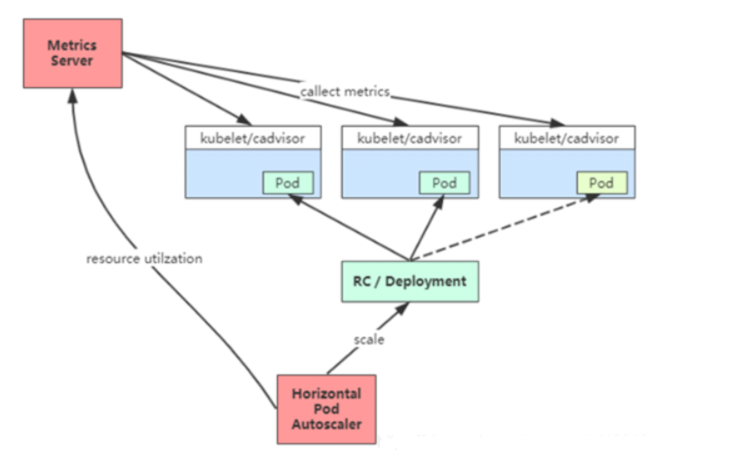 Metrics
Server
callect metrics
kubelet/cadvisor
kubelet/cadvisor
kubelet/cadvisor
Pod
Pod
Pod
resource utilzation
RC / Deployment
scale
Horizontal
Pod
Autoscaler